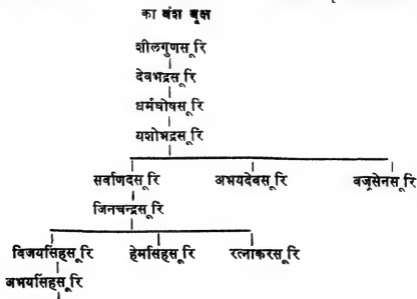 का वंश वृक्ष
शीलगुणसूरि
देवभद्रसूरि
धर्मघोषसूरि
यशोभद्रसूरि
सर्वाणदसूरि अभयदेवसूरि वज्रसेनसूरि
जिनचन्द्रसूरि
विजयसिंहसूरि हेमसिंहसूरि रत्नाकरसूरि
अभयसिंहसूरि